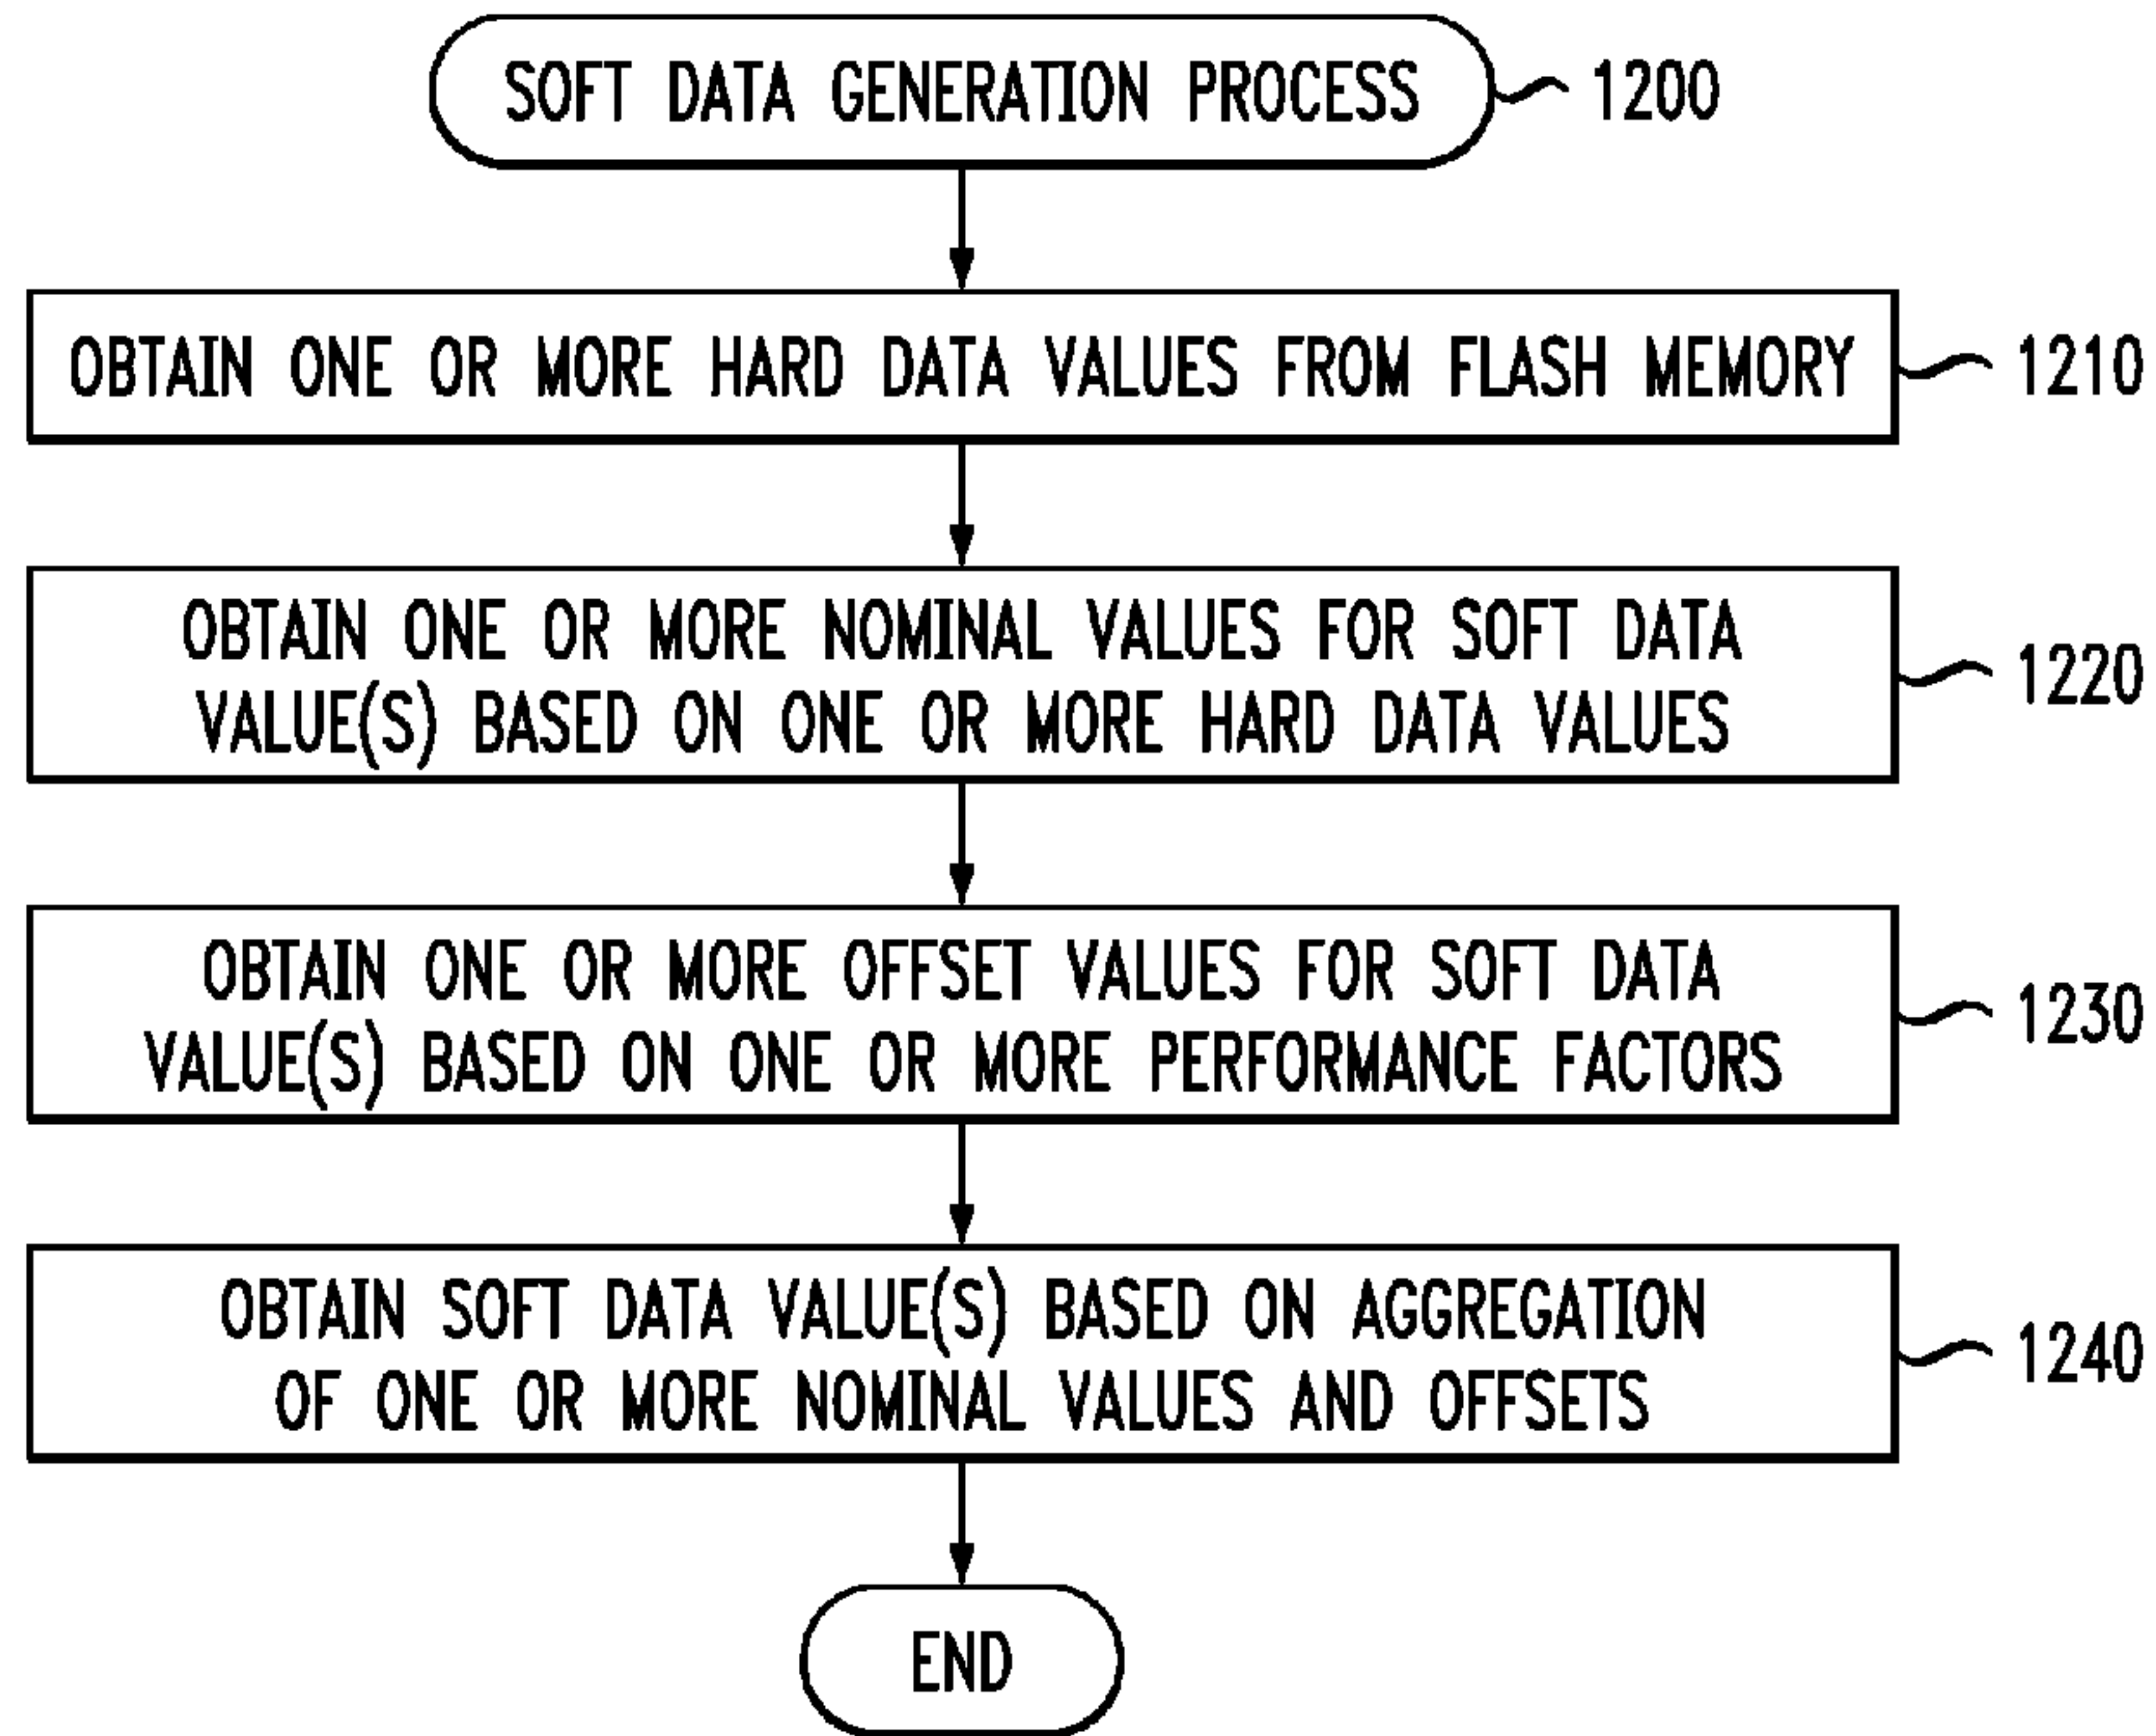 SOFT DATA GENERATION PROCESS
1200
OBTAIN ONE OR MORE HARD DATA VALUES FROM FLASH MEMORY
1210
OBTAIN ONE OR MORE NOMINAL VALUES FOR SOFT DATA
VALUE(S) BASED ON ONE OR MORE HARD DATA VALUES
1220
OBTAIN ONE OR MORE OFFSET VALUES FOR SOFT DATA
VALUE(S) BASED ON ONE OR MORE PERFORMANCE FACTORS
1230
OBTAIN SOFT DATA VALUE(S) BASED ON AGGREGATION
OF ONE OR MORE NOMINAL VALUES AND OFFSETS
1240
END